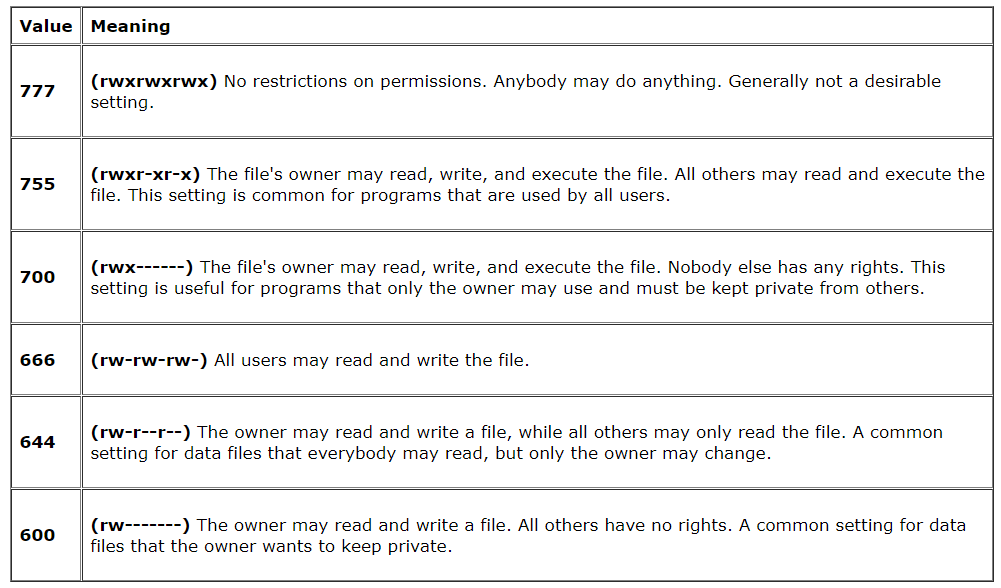 Value Meaning
777
(rwxrwxrwx) No restrictions on permissions. Anybody may do anything. Generally not a desirable
setting.
755
(rwxr-xr-x) The file's owner may read, write, and execute the file. All others may read and execute the
file. This setting is common for programs that are used by all users.
700
(rwx------) The file's owner may read, write, and execute the file. Nobody else has any rights. This
setting is useful for programs that only the owner may use and must be kept private from others.
666
(rw-rw-rw-) All users may read and write the file.
644
(rw-r--r--) The owner may read and write a file, while all others may only read the file. A common
setting for data files that everybody may read, but only the owner may change.
600
(rw-------) The owner may read and write a file. All others have no rights. A common setting for data
files that the owner wants to keep private.